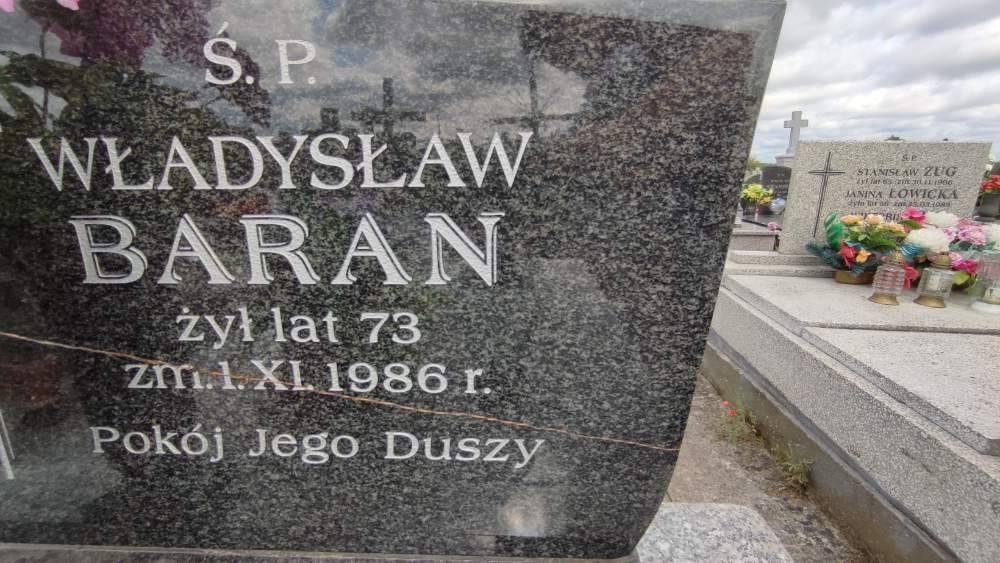 Ś. P.
WŁADYSŁAW
BARAN
żył lat 73
zm. 1. XI. 1986 r.
Pokój Jego Duszy
Ś. P.
STANISŁAW ŻUG
JANINA ŁOWICKA